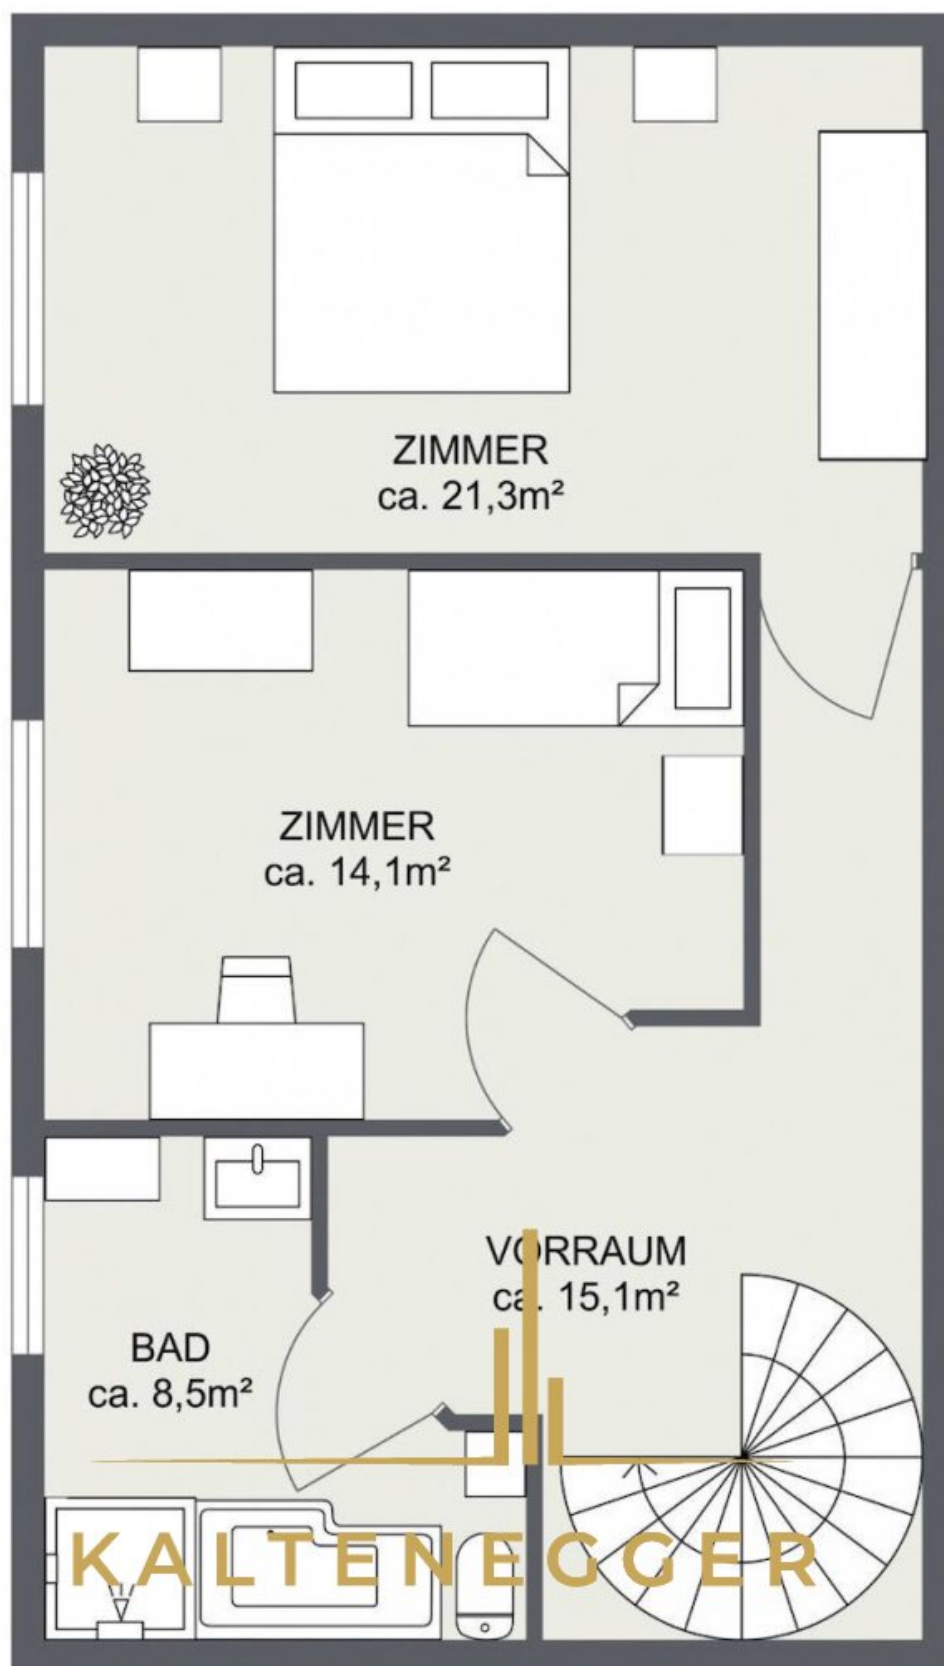 ZIMMER
ca. 21,3m²
ZIMMER
ca. 14,1m²
VORRAUM
ca. 15,1m²
BAD
ca. 8,5m²
KALTENEGGER